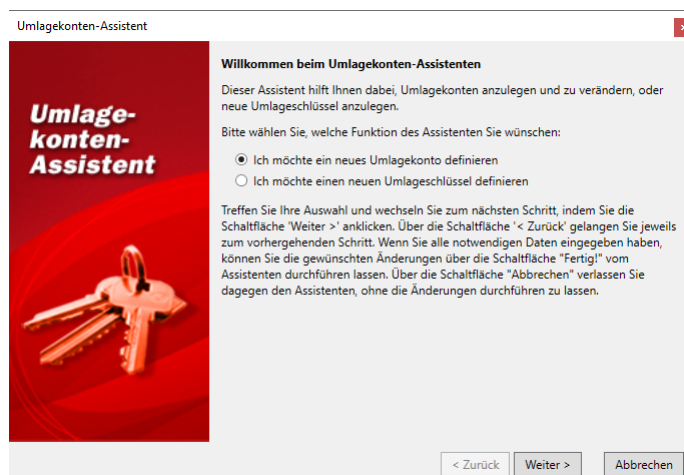 Umlagekonten-Assistent
Umlage-
konten-
Assistent
Willkommen beim Umlagekonten-Assistenten
Dieser Assistent hilft Ihnen dabei, Umlagekonten anzulegen und zu verändern, oder
neue Umlageschlüssel anzulegen.
Bitte wählen Sie, welche Funktion des Assistenten Sie wünschen:
Ich möchte ein neues Umlagekonto definieren
Ich möchte einen neuen Umlageschlüssel definieren
Treffen Sie Ihre Auswahl und wechseln Sie zum nächsten Schritt, indem Sie die
Schaltfläche 'Weiter >' anklicken. Über die Schaltfläche '< Zurück' gelangen Sie jeweils
zum vorhergehenden Schritt. Wenn Sie alle notwendigen Daten eingegeben haben,
können Sie die gewünschten Änderungen über die Schaltfläche "Fertig!" vom
Assistenten durchführen lassen. Über die Schaltfläche "Abbrechen" verlassen Sie
dagegen den Assistenten, ohne die Änderungen durchführen zu lassen.
< Zurück
Weiter >
Abbrechen